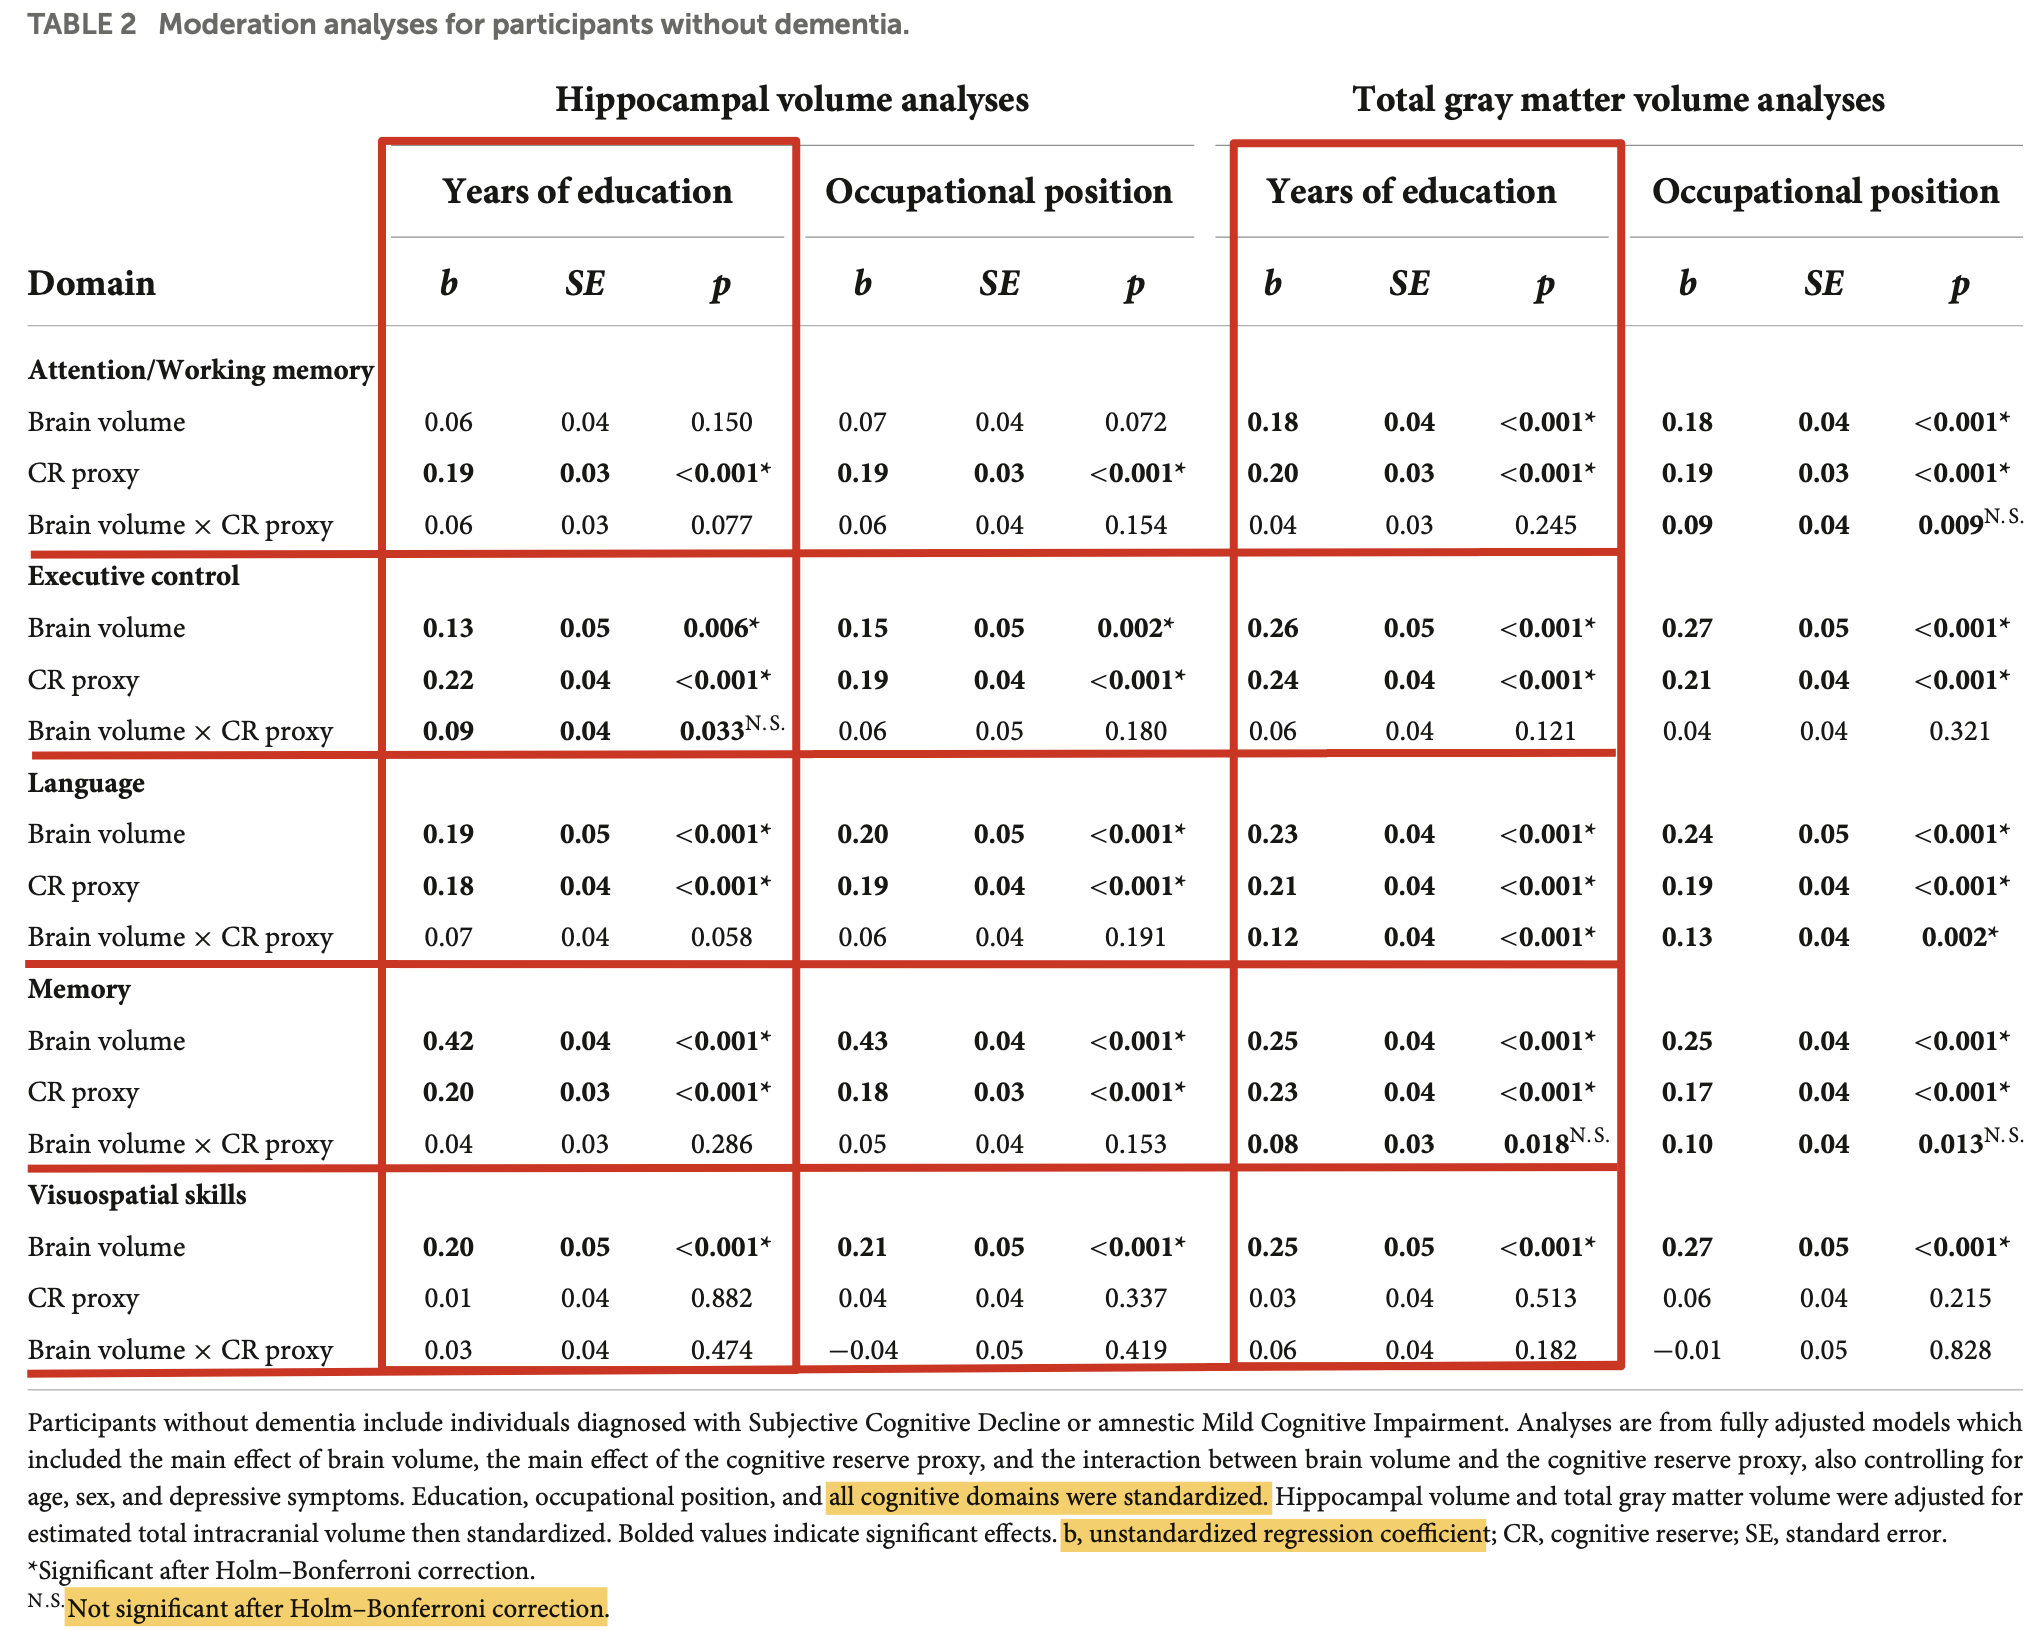 TABLE 2 Moderation analyses for participants without dementia.
Hippocampal volume analyses Total gray matter volume analyses
Years of education Occupational position Years of education Occupational position
Domain b SE p b SE p b SE p b SE p
Attention/Working memory
Brain volume 0.06 0.04 0.150 0.07 0.04 0.072 0.18 0.04 <0.001* 0.18 0.04 <0.001*
CR proxy 0.19 0.03 <0.001* 0.19 0.03 <0.001* 0.20 0.03 <0.001* 0.19 0.03 <0.001*
Brain volume × CR proxy 0.06 0.03 0.077 0.06 0.04 0.154 0.04 0.03 0.245 0.09 0.04 0.009N.S.
Executive control
Brain volume 0.13 0.05 0.006* 0.15 0.05 0.002* 0.26 0.05 <0.001* 0.27 0.05 <0.001*
CR proxy 0.22 0.04 <0.001* 0.19 0.04 <0.001* 0.24 0.04 <0.001* 0.21 0.04 <0.001*
Brain volume × CR proxy 0.09 0.04 0.033N.S. 0.06 0.05 0.180 0.06 0.04 0.121 0.04 0.04 0.321
Language
Brain volume 0.19 0.05 <0.001* 0.20 0.05 <0.001* 0.23 0.04 <0.001* 0.24 0.05 <0.001*
CR proxy 0.18 0.04 <0.001* 0.19 0.04 <0.001* 0.21 0.04 <0.001* 0.19 0.04 <0.001*
Brain volume × CR proxy 0.07 0.04 0.058 0.06 0.04 0.191 0.12 0.04 <0.001* 0.13 0.04 0.002*
Memory
Brain volume 0.42 0.04 <0.001* 0.43 0.04 <0.001* 0.25 0.04 <0.001* 0.25 0.04 <0.001*
CR proxy 0.20 0.03 <0.001* 0.18 0.03 <0.001* 0.23 0.04 <0.001* 0.17 0.04 <0.001*
Brain volume × CR proxy 0.04 0.03 0.286 0.05 0.04 0.153 0.08 0.03 0.018N.S. 0.10 0.04 0.013N.S.
Visuospatial skills
Brain volume 0.20 0.05 <0.001* 0.21 0.05 <0.001* 0.25 0.05 <0.001* 0.27 0.05 <0.001*
CR proxy 0.01 0.04 0.882 0.04 0.04 0.337 0.03 0.04 0.513 0.06 0.04 0.215
Brain volume × CR proxy 0.03 0.04 0.474 −0.04 0.05 0.419 0.06 0.04 0.182 −0.01 0.05 0.828
Participants without dementia include individuals diagnosed with Subjective Cognitive Decline or amnestic Mild Cognitive Impairment. Analyses are from fully adjusted models which
included the main effect of brain volume, the main effect of the cognitive reserve proxy, and the interaction between brain volume and the cognitive reserve proxy, also controlling for
age, sex, and depressive symptoms. Education, occupational position, and all cognitive domains were standardized. Hippocampal volume and total gray matter volume were adjusted for
estimated total intracranial volume then standardized. Bolded values indicate significant effects. b, unstandardized regression coefficient; CR, cognitive reserve; SE, standard error.
*Significant after Holm–Bonferroni correction.
N.S.Not significant after Holm–Bonferroni correction.